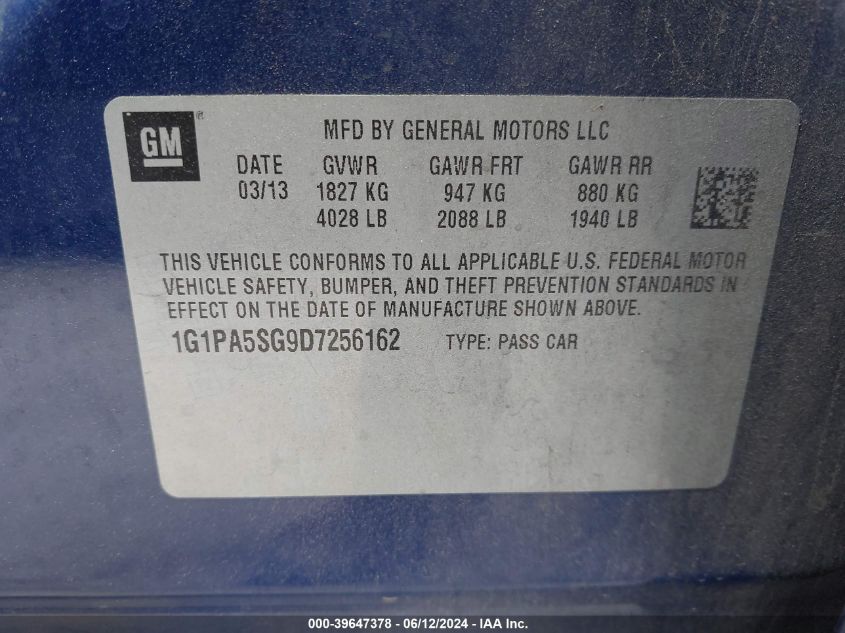 GM ®
MFD BY GENERAL MOTORS LLC
DATE GVWR GAWR FRT GAWR RR
03/13 1827 KG 947 KG 880 KG
4028 LB 2088 LB 1940 LB
THIS VEHICLE CONFORMS TO ALL APPLICABLE U.S. FEDERAL MOTOR
VEHICLE SAFETY, BUMPER, AND THEFT PREVENTION STANDARDS IN
EFFECT ON THE DATE OF MANUFACTURE SHOWN ABOVE.
1G1PA5SG9D7256162 TYPE: PASS CAR
000-39647378 - 06/12/2024 - IAA Inc.